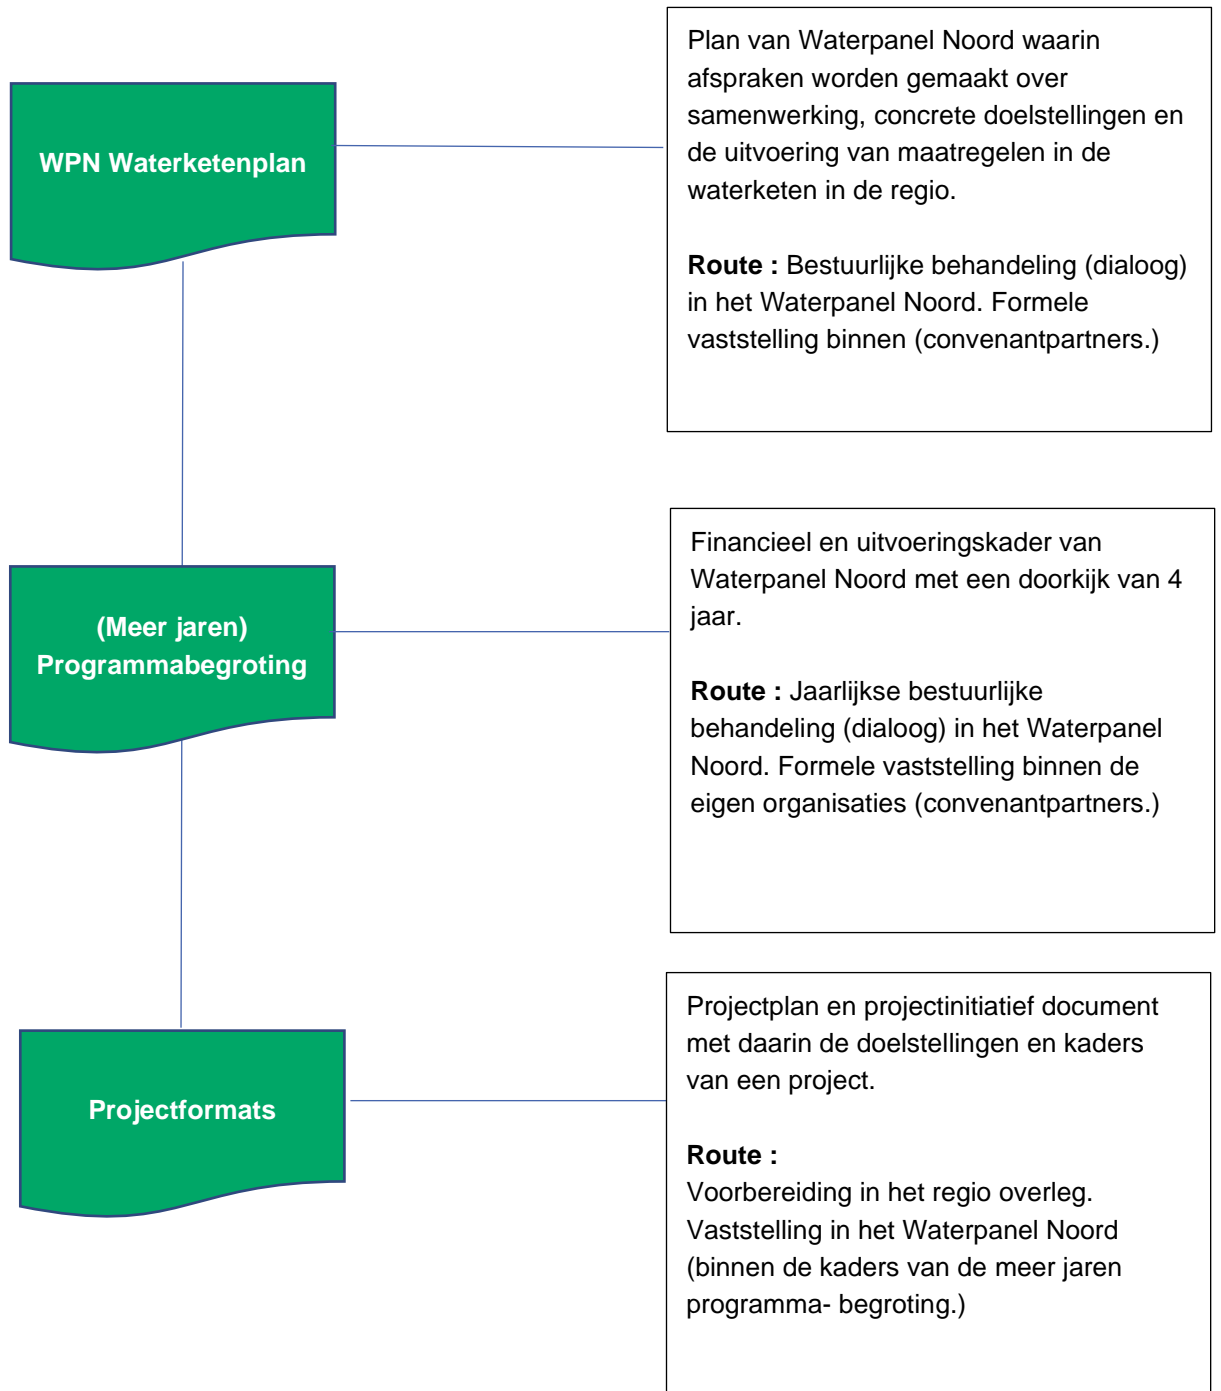 WPN Waterketenplan
Plan van Waterpanel Noord waarin
afspraken worden gemaakt over
samenwerking, concrete doelstellingen en
de uitvoering van maatregelen in de
waterketen in de regio.
Route : Bestuurlijke behandeling (dialoog)
in het Waterpanel Noord. Formele
vaststelling binnen (convenantpartners.)
(Meer jaren)
Programmabegroting
Financieel en uitvoeringskader van
Waterpanel Noord met een doorkijk van 4
jaar.
Route : Jaarlijkse bestuurlijke
behandeling (dialoog) in het Waterpanel
Noord. Formele vaststelling binnen de
eigen organisaties (convenantpartners.)
Projectformats
Projectplan en projectinitiatief document
met daarin de doelstellingen en kaders
van een project.
Route :
Voorbereiding in het regio overleg.
Vaststelling in het Waterpanel Noord
(binnen de kaders van de meer jaren
programma- begroting.)